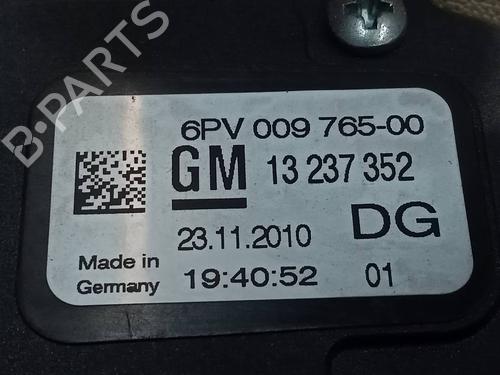 B-PARTS
6PV 009 765-00
GM 13 237 352
23.11.2010 DG
Made in
Germany
19:40:52 01